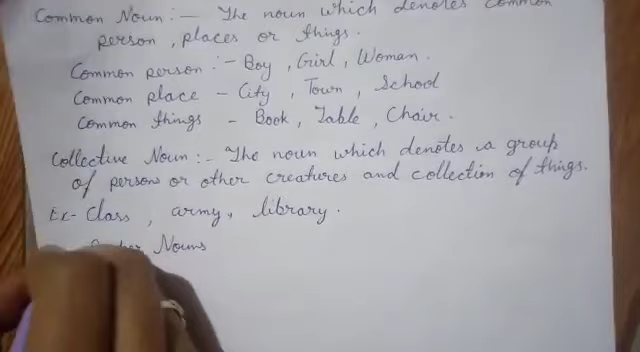 Common Noun :- The noun which denotes common
person , places or things.
Common person :- Boy , Girl , Woman.
Common place - City , Town , School
Common things - Book , Table , Chair.
Collective Noun :- The noun which denotes a group
of persons or other creatures and collection of things.
Ex- Class , army , library.
Nouns